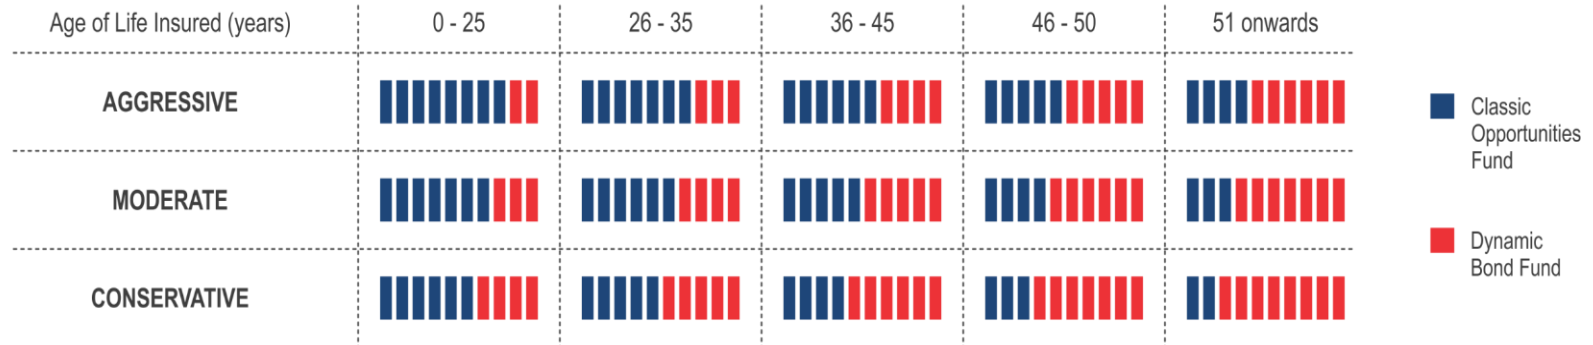 Age of Life Insured (years) 0 - 25 26 - 35 36 - 45 46 - 50 51 onwards
AGGRESSIVE
MODERATE
CONSERVATIVE
Classic
Opportunities
Fund
Dynamic
Bond Fund